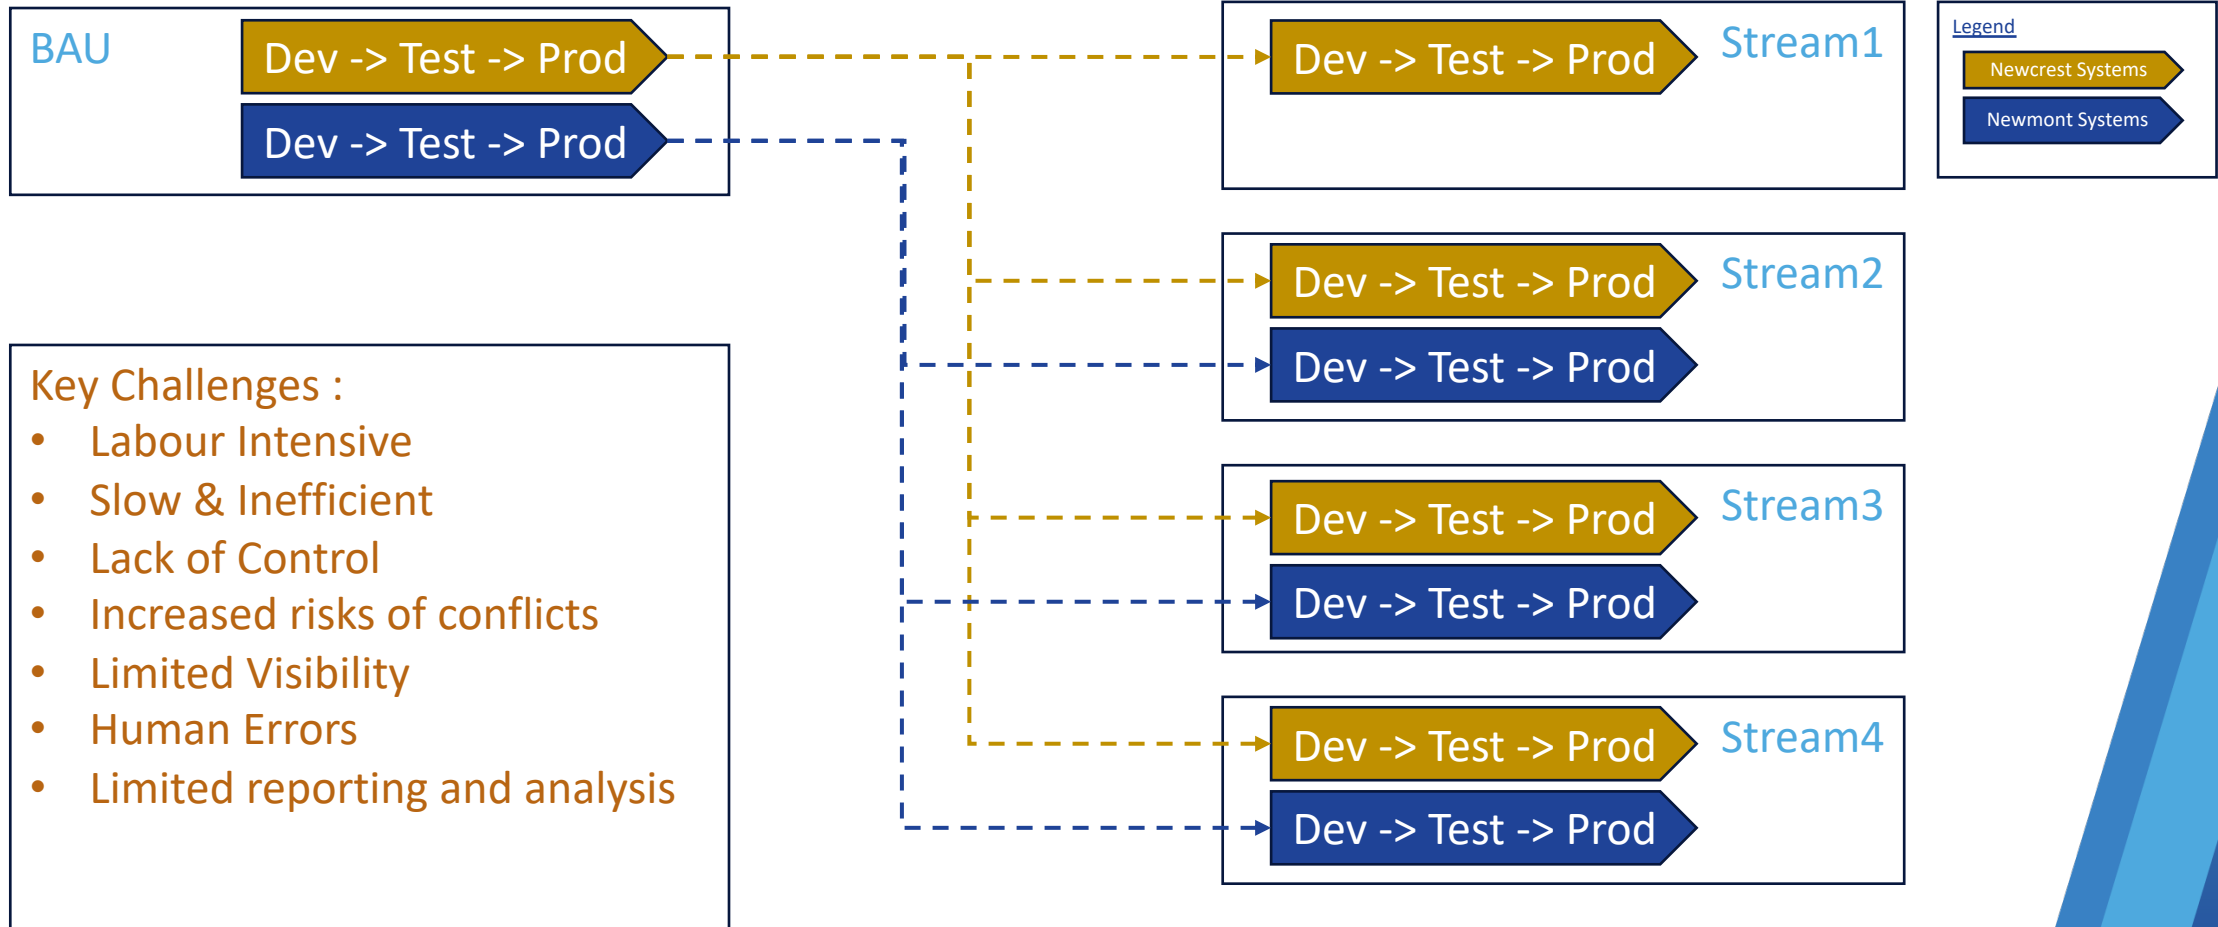 BAU
Dev -> Test -> Prod
Dev -> Test -> Prod
Key Challenges :
• Labour Intensive
• Slow & Inefficient
• Lack of Control
• Increased risks of conflicts
• Limited Visibility
• Human Errors
• Limited reporting and analysis
Dev -> Test -> Prod
Stream1
Dev -> Test -> Prod
Stream2
Dev -> Test -> Prod
Dev -> Test -> Prod
Stream3
Dev -> Test -> Prod
Dev -> Test -> Prod
Stream4
Dev -> Test -> Prod
Legend
Newcrest Systems
Newmont Systems